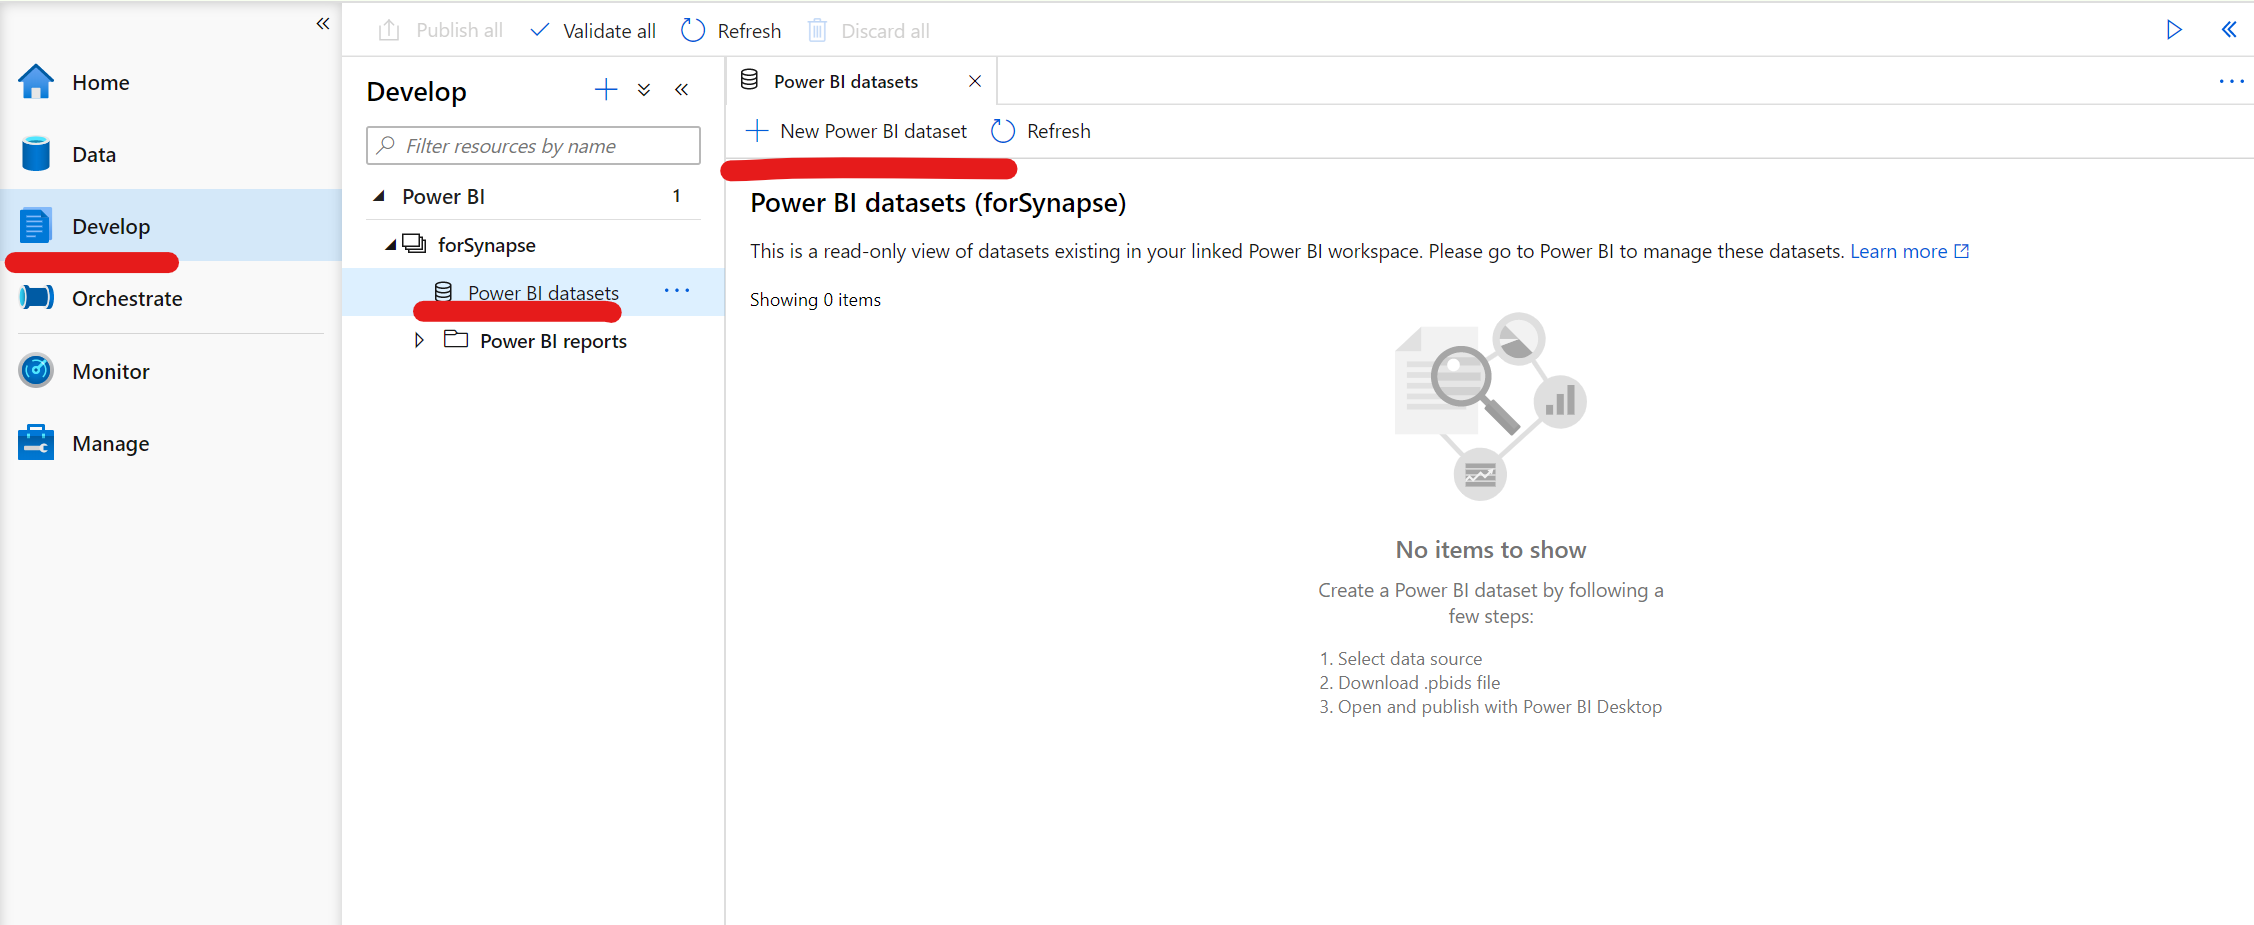 Publish all Validate all Refresh Discard all
Home
Data
Develop
Orchestrate
Monitor
Manage
Develop
Filter resources by name
Power BI 1
forSynapse
Power BI datasets
Power BI reports
Power BI datasets
New Power BI dataset Refresh
Power BI datasets (forSynapse)
This is a read-only view of datasets existing in your linked Power BI workspace. Please go to Power BI to manage these datasets. Learn more
Showing 0 items
No items to show
Create a Power BI dataset by following a
few steps:
1. Select data source
2. Download .pbids file
3. Open and publish with Power BI Desktop